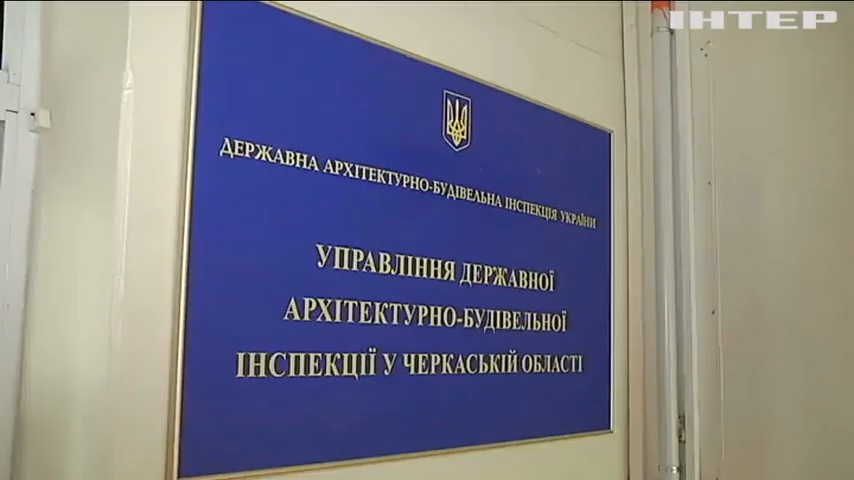 ІНТЕР
ДЕРЖАВНА АРХІТЕКТУРНО-БУДІВЕЛЬНА ІНСПЕКЦІЯ УКРАЇНИ
УПРАВЛІННЯ ДЕРЖАВНОЇ
АРХІТЕКТУРНО-БУДІВЕЛЬНОЇ
ІНСПЕКЦІЇ У ЧЕРКАСЬКІЙ ОБЛАСТІ